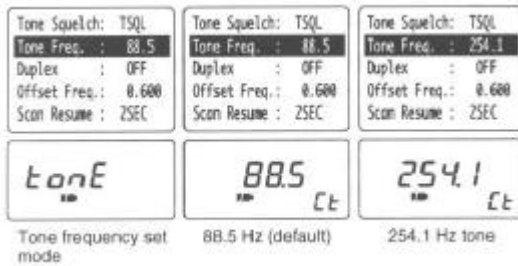 Tone Squelch: TSQL
Tone Freq. : 88.5
Duplex : OFF
Offset Freq.: 0.600
Scan Resume : 2SEC
Tone Squelch: TSQL
Tone Freq. : 88.5
Duplex : OFF
Offset Freq.: 0.600
Scan Resume : 2SEC
Tone Squelch: TSQL
Tone Freq. : 254.1
Duplex : OFF
Offset Freq.: 0.600
Scan Resume : 2SEC
tonE
88.5
Ct
254.1
Ct
Tone frequency set
mode
88.5 Hz (default)
254.1 Hz tone